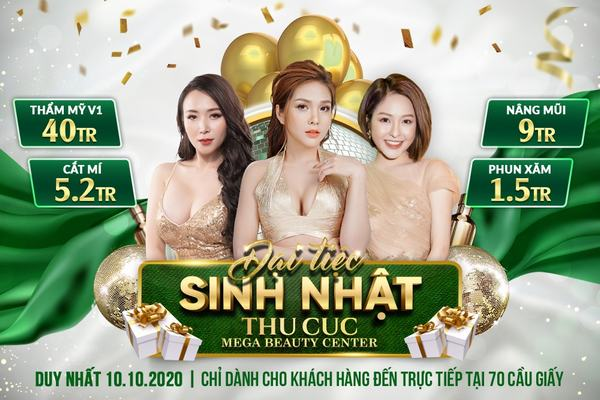 THẨM MỸ V1
40TR
CẮT MÍ
5.2TR
NÂNG MŨI
9TR
PHUN XĂM
1.5TR
Đại tiệc
SINH NHẬT
THU CUC
MEGA BEAUTY CENTER
DUY NHẤT 10.10.2020 | CHỈ DÀNH CHO KHÁCH HÀNG ĐẾN TRỰC TIẾP TẠI 70 CẦU GIẤY